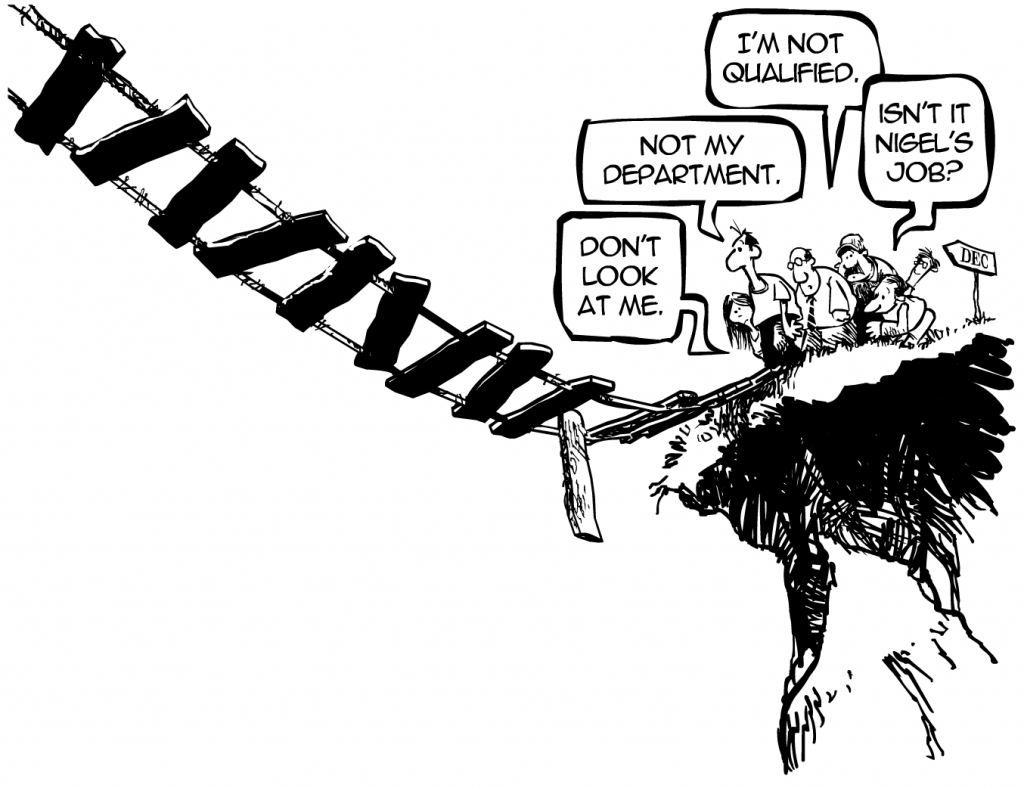 I'M NOT
QUALIFIED.
ISN'T IT
NIGEL'S
JOB?
NOT MY
DEPARTMENT.
DON'T
LOOK
AT ME.
DEC